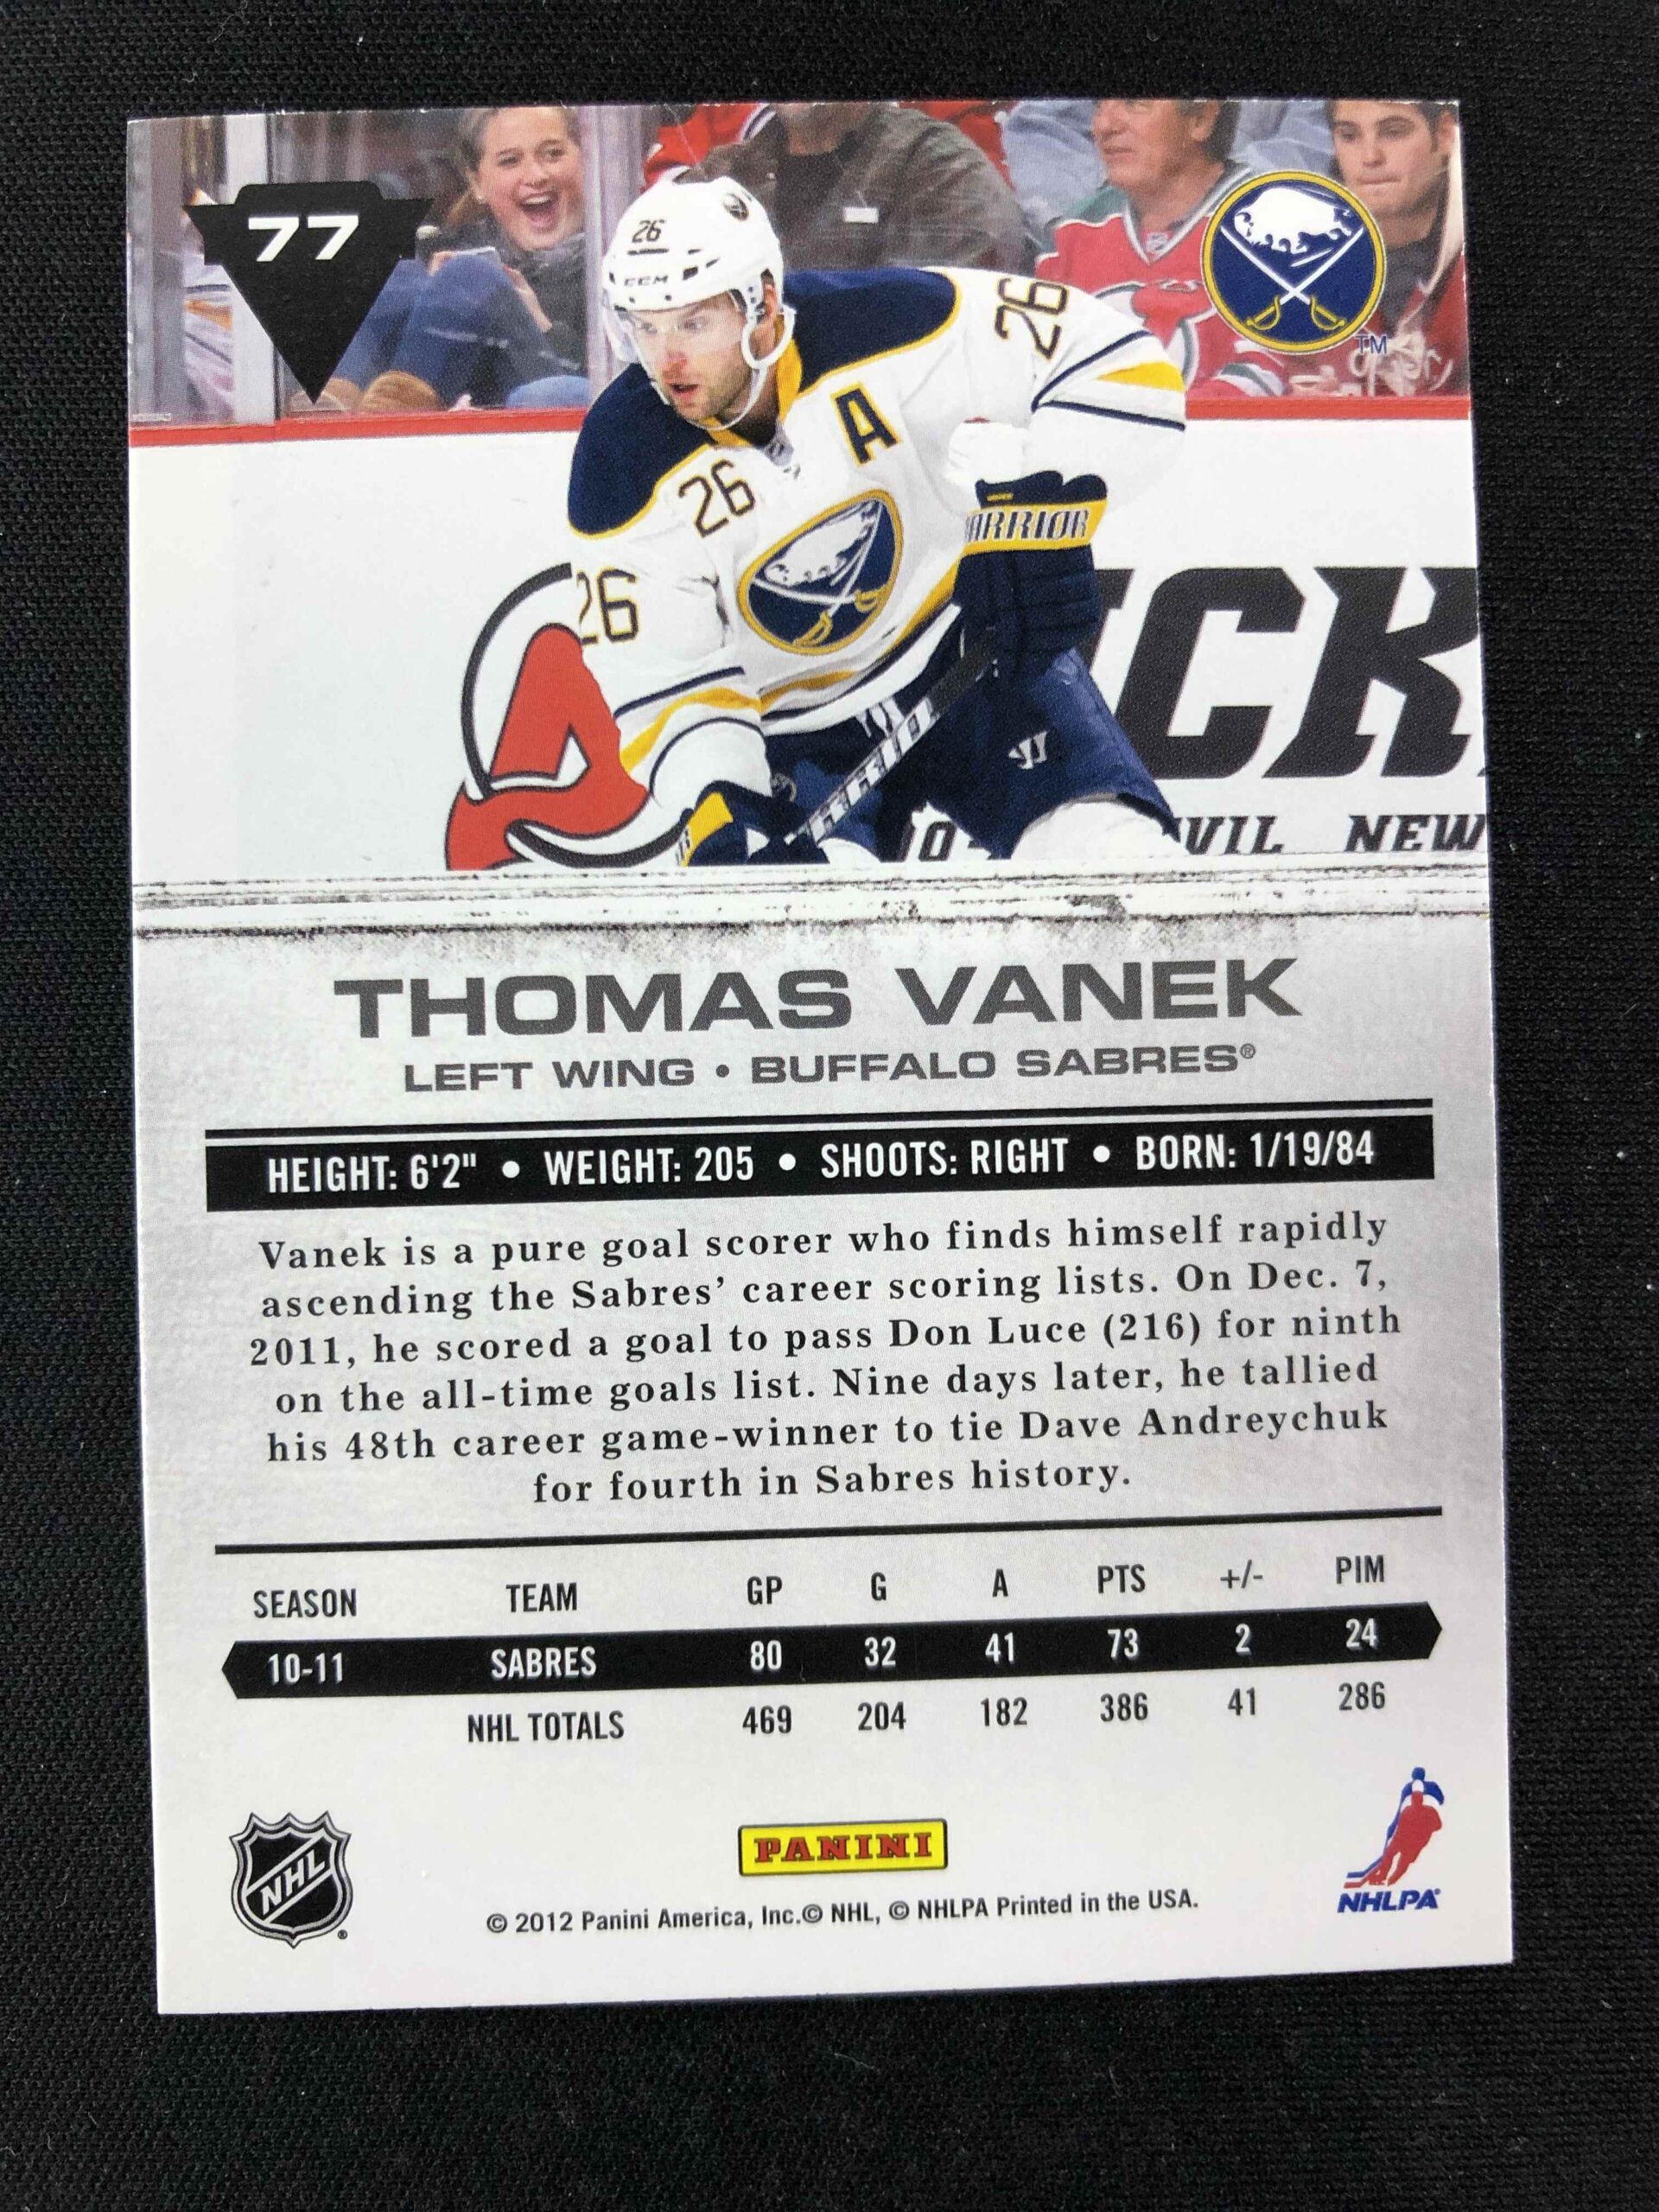 77
26
CCM
26
A
26
ARRIOR
26
ICK
VIL NEW
TM
THOMAS VANEK
LEFT WING • BUFFALO SABRES®
HEIGHT: 6'2" • WEIGHT: 205 • SHOOTS: RIGHT • BORN: 1/19/84
Vanek is a pure goal scorer who finds himself rapidly
ascending the Sabres' career scoring lists. On Dec. 7,
2011, he scored a goal to pass Don Luce (216) for ninth
on the all-time goals list. Nine days later, he tallied
his 48th career game-winner to tie Dave Andreychuk
for fourth in Sabres history.
SEASON TEAM GP G A PTS +/- PIM
10-11 SABRES 80 32 41 73 2 24
NHL TOTALS 469 204 182 386 41 286
NHL
PANINI
NHLPA
© 2012 Panini America, Inc.© NHL, © NHLPA Printed in the USA.